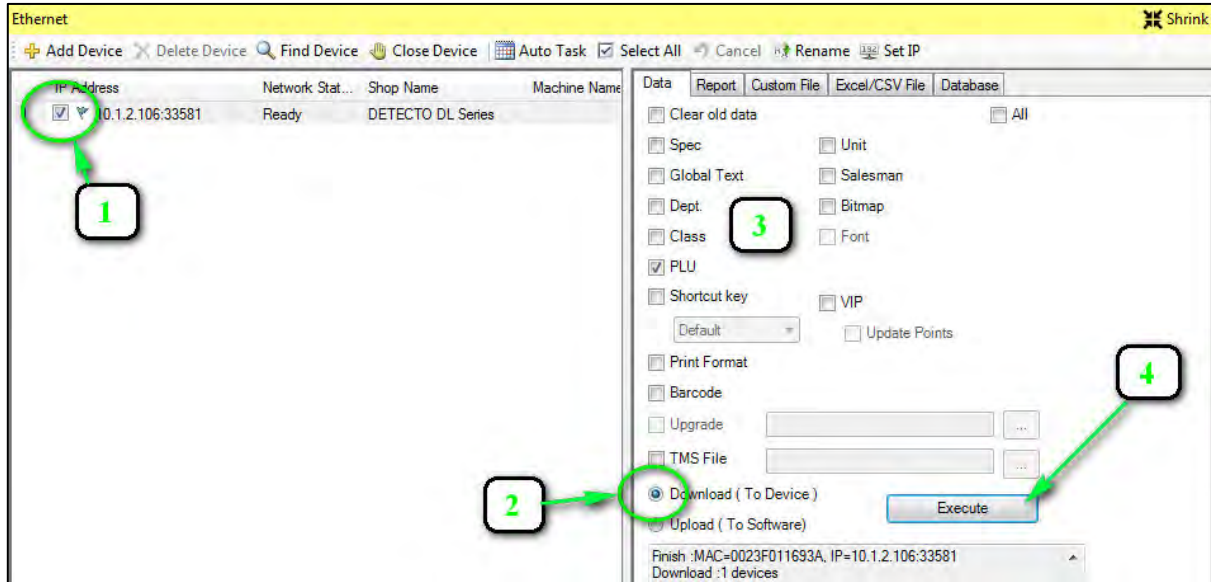 Ethernet
Shrink
Add Device Delete Device Find Device Close Device Auto Task Select All Cancel Rename Set IP
IP Address Network Stat... Shop Name Machine Name
10.1.2.106:33581 Ready DETECTO DL Series
1
Data Report Custom File Excel/CSV File Database
Clear old data All
Spec Unit
Global Text Salesman
Dept. Bitmap
3
Class Font
PLU
Shortcut key VIP
Default Update Points
Print Format
4
Barcode
Upgrade ...
TMS File ...
2
Download ( To Device )
Execute
Upload ( To Software)
Finish :MAC=0023F011693A, IP=10.1.2.106:33581
Download :1 devices